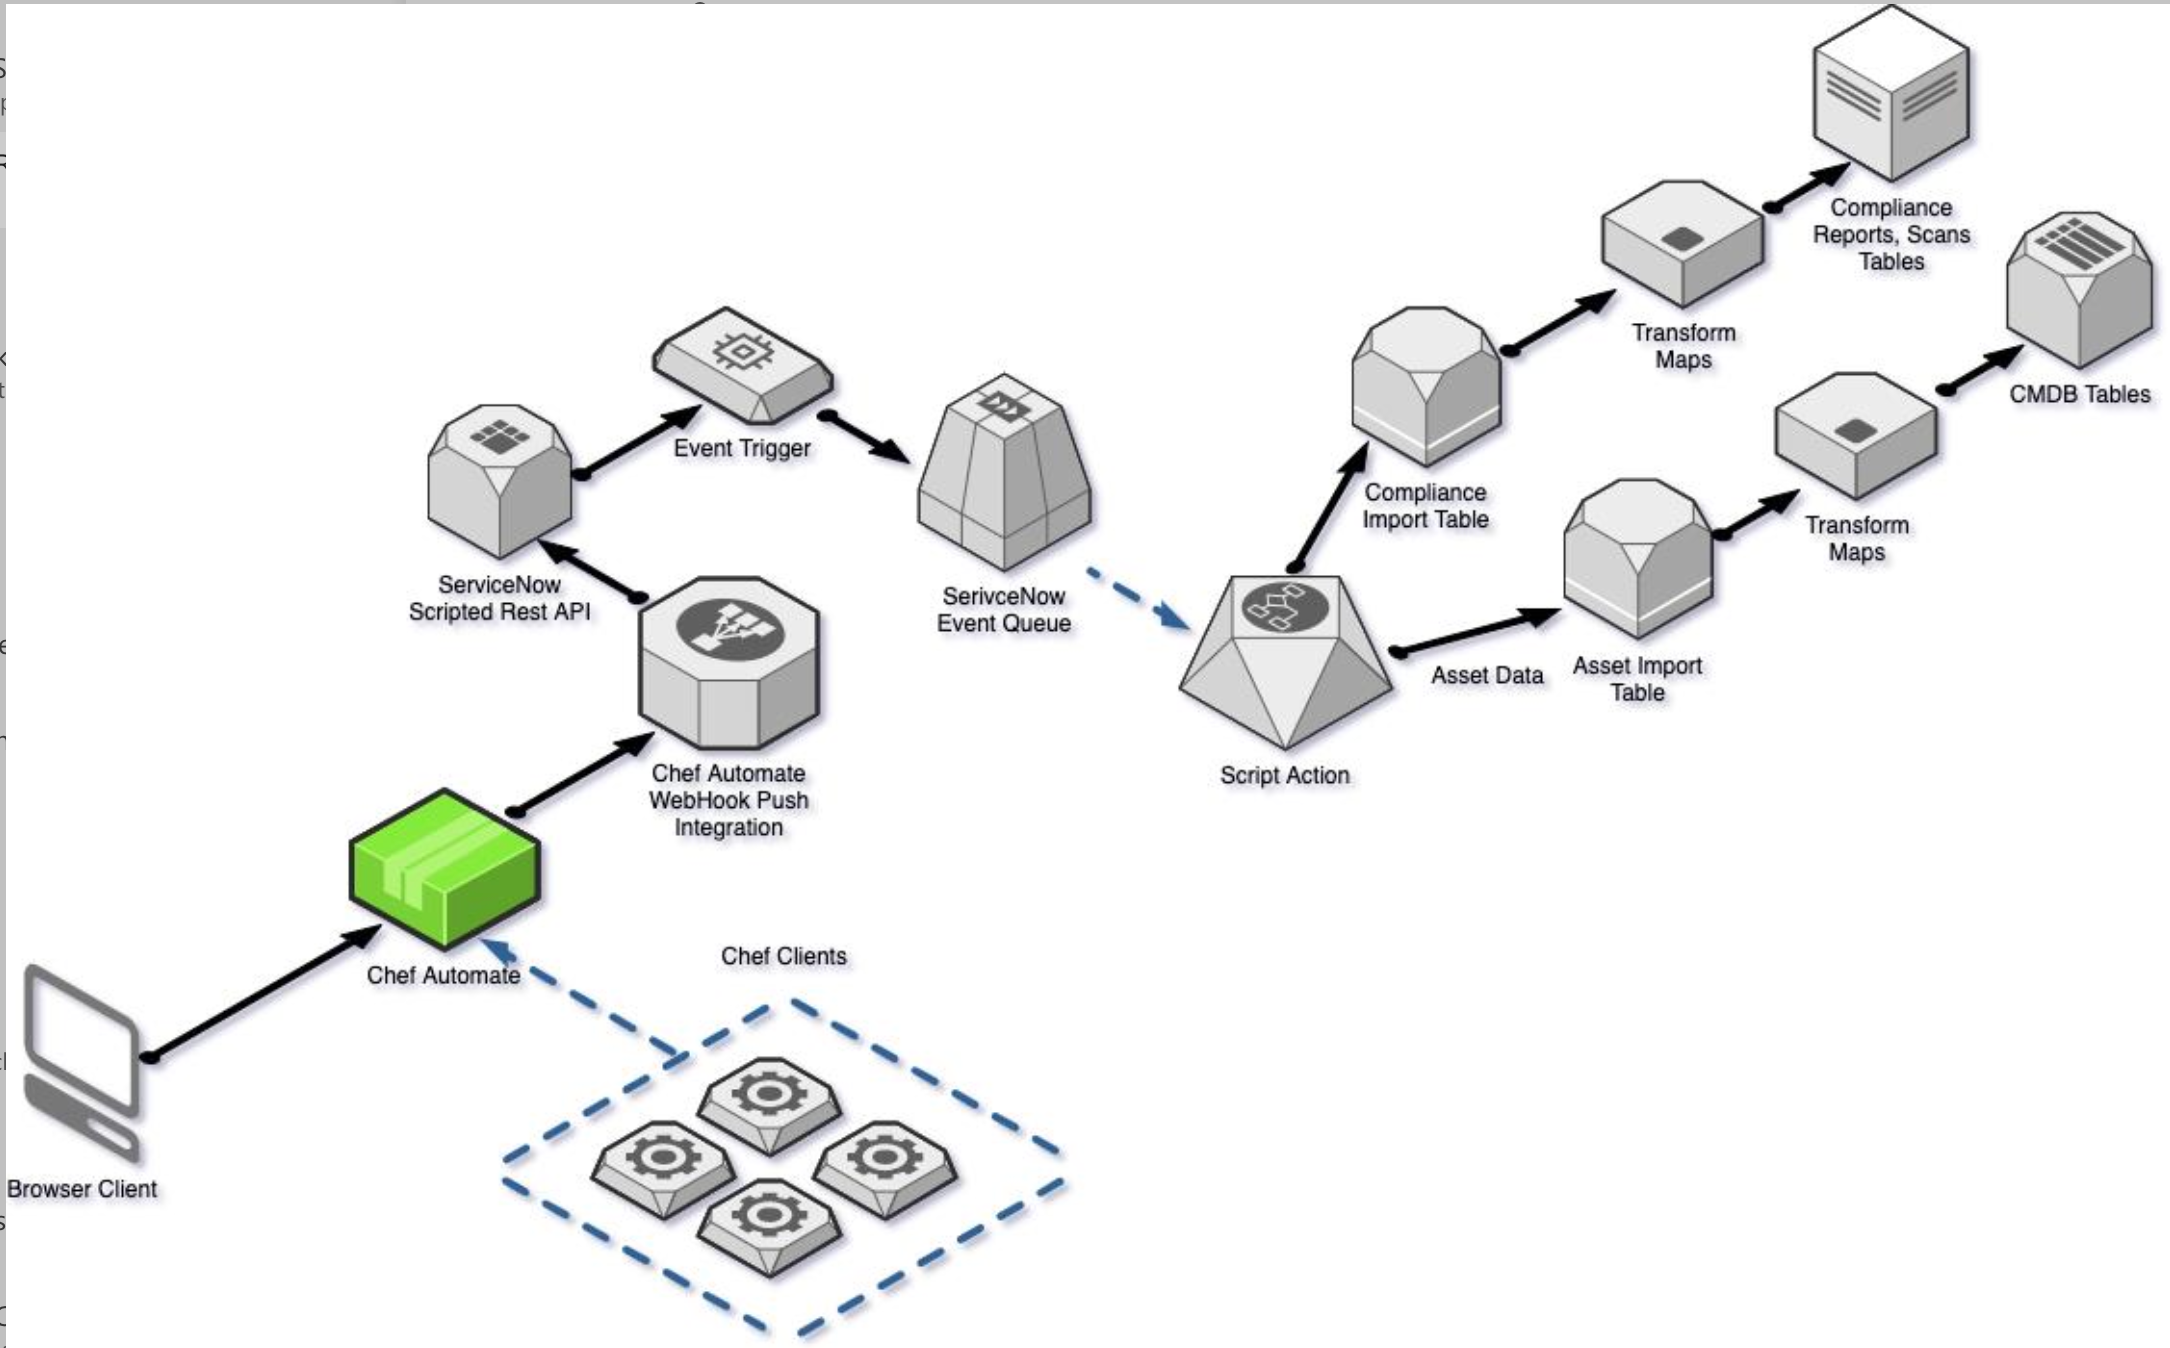 Compliance
Reports, Scans
Tables
CMDB Tables
Transform
Maps
Event Trigger
Compliance
Import Table
Transform
Maps
ServiceNow
Scripted Rest API
SerivceNow
Event Queue
Asset Data
Asset Import
Table
Script Action
Chef Automate
WebHook Push
Integration
Chef Automate
Chef Clients
Browser Client